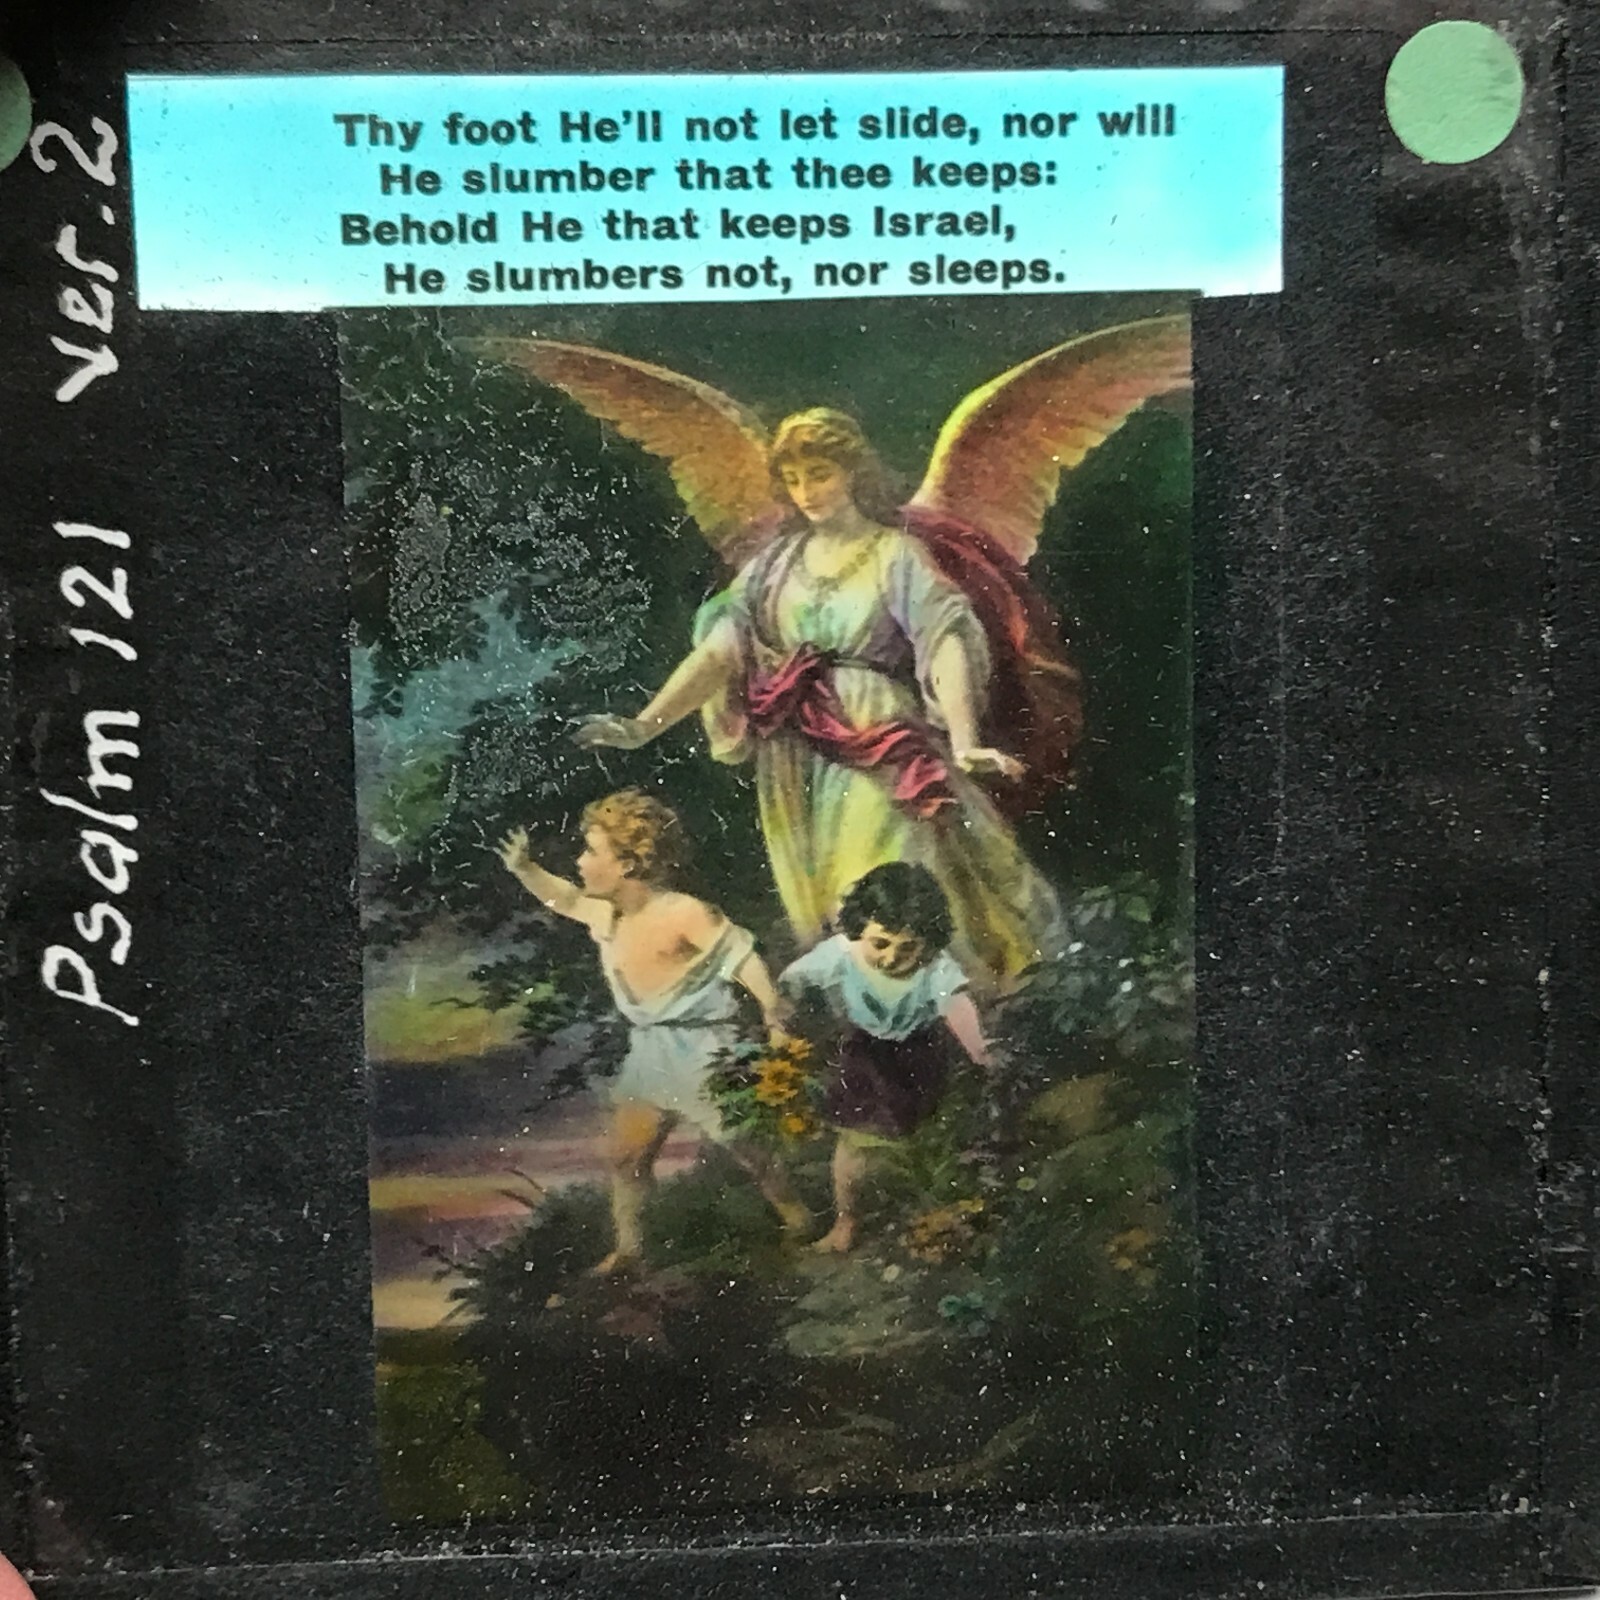 Thy foot He'll not let slide, nor will
He slumber that thee keeps:
Behold He that keeps Israel,
He slumbers not, nor sleeps.
Psalm 121 ver. 2